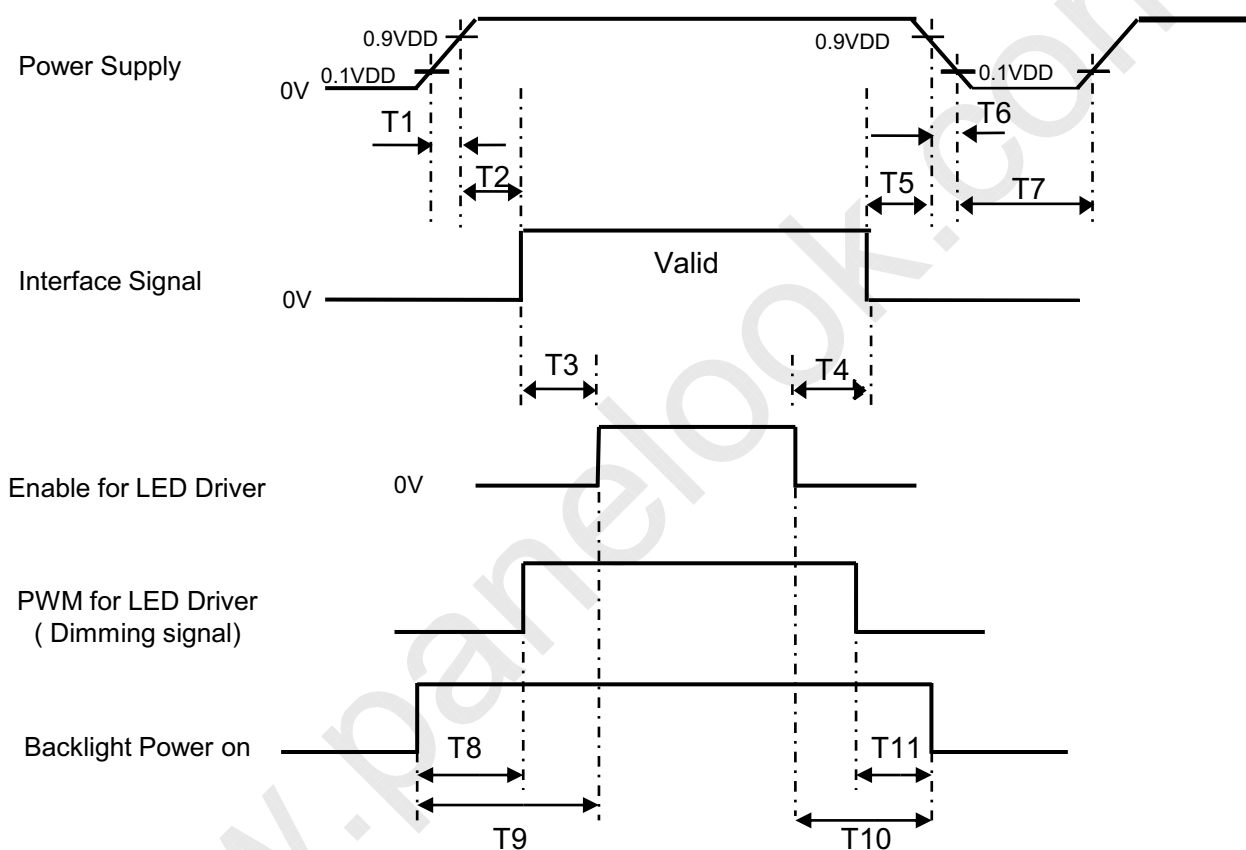 0.9VDD
0.9VDD
Power Supply
0.1VDD
0.1VDD
0V
T1
T6
T2
T5
T7
Valid
Interface Signal
0V
T3
T4
Enable for LED Driver
0V
PWM for LED Driver
( Dimming signal)
Backlight Power on
T8
T11
T9
T10
w.panelook.com